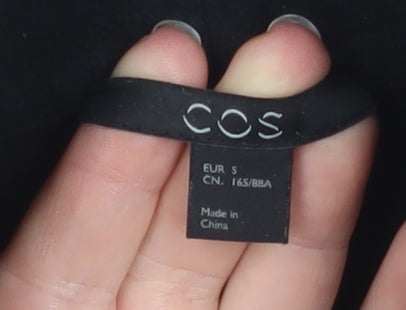 COS
EUR S
CN. 165/88A
Made in
China